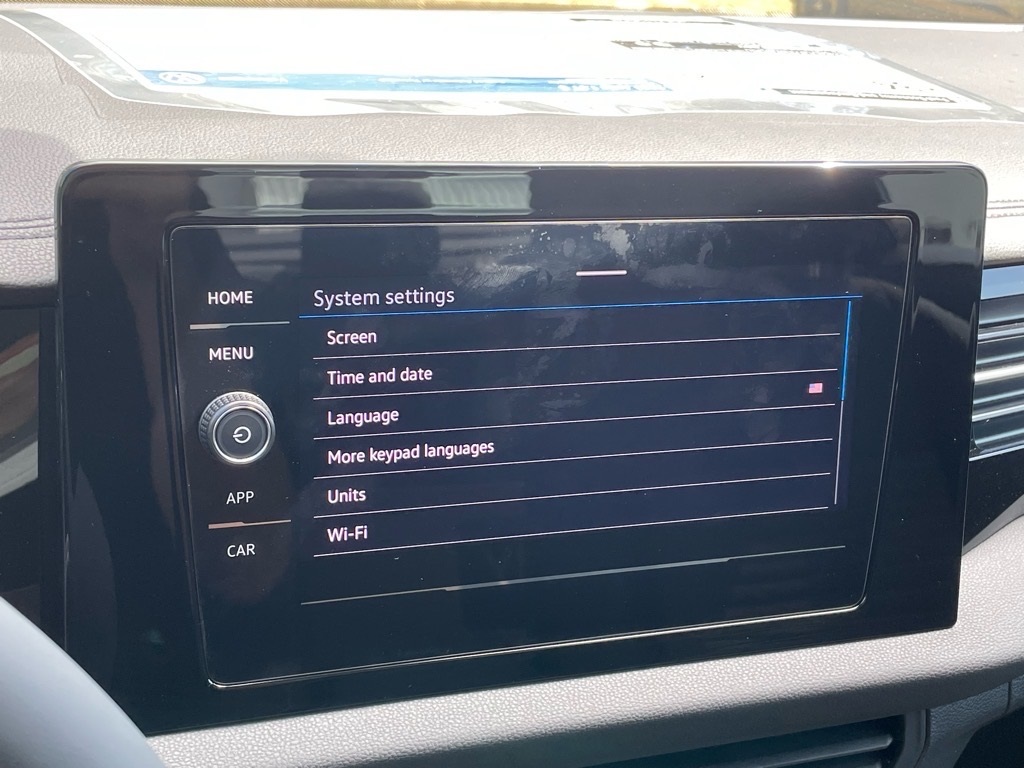 HOME
MENU
APP
CAR
System settings
Screen
Time and date
Language
More keypad languages
Units
Wi-Fi